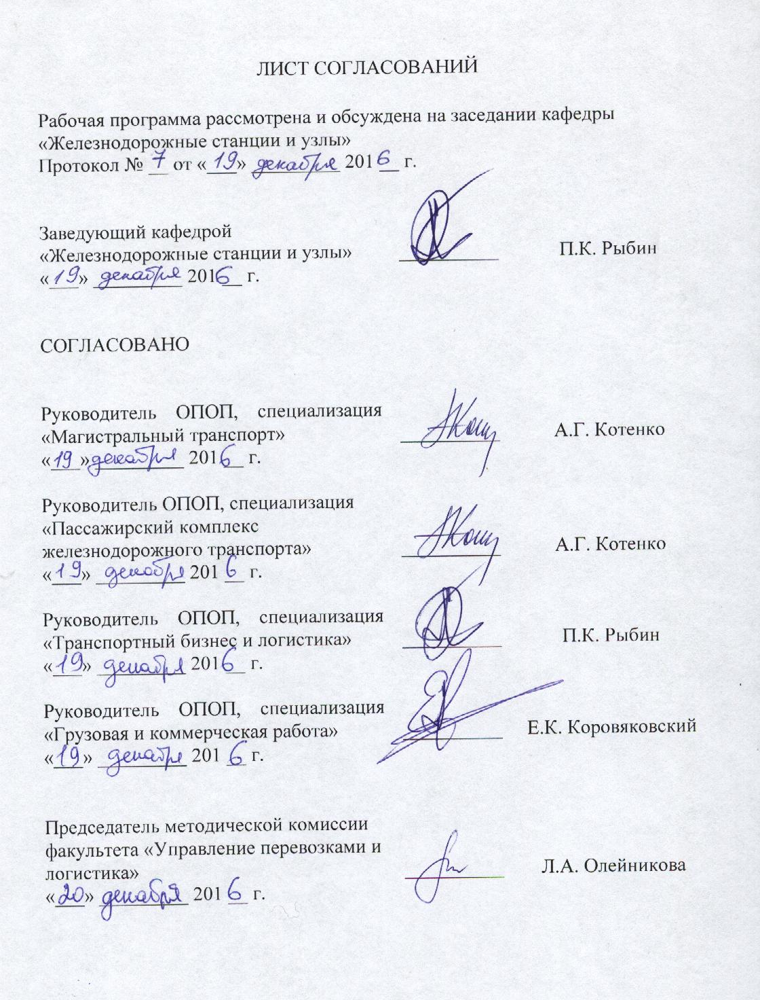 ЛИСТ СОГЛАСОВАНИЙ
Рабочая программа рассмотрена и обсуждена на заседании кафедры
«Железнодорожные станции и узлы»
Протокол № 7 от «19» декабря 2016 г.
Заведующий кафедрой
«Железнодорожные станции и узлы» П.К. Рыбин
«19» декабря 2016 г.
СОГЛАСОВАНО
Руководитель ОПОП, специализация
«Магистральный транспорт» А.Г. Котенко
«19» декабря 2016 г.
Руководитель ОПОП, специализация
«Пассажирский комплекс
железнодорожного транспорта» А.Г. Котенко
«19» декабря 2016 г.
Руководитель ОПОП, специализация
«Транспортный бизнес и логистика» П.К. Рыбин
«19» декабря 2016 г.
Руководитель ОПОП, специализация
«Грузовая и коммерческая работа» Е.К. Коровяковский
«19» декабря 2016 г.
Председатель методической комиссии
факультета «Управление перевозками и
логистика» Л.А. Олейникова
«20» декабря 2016 г.